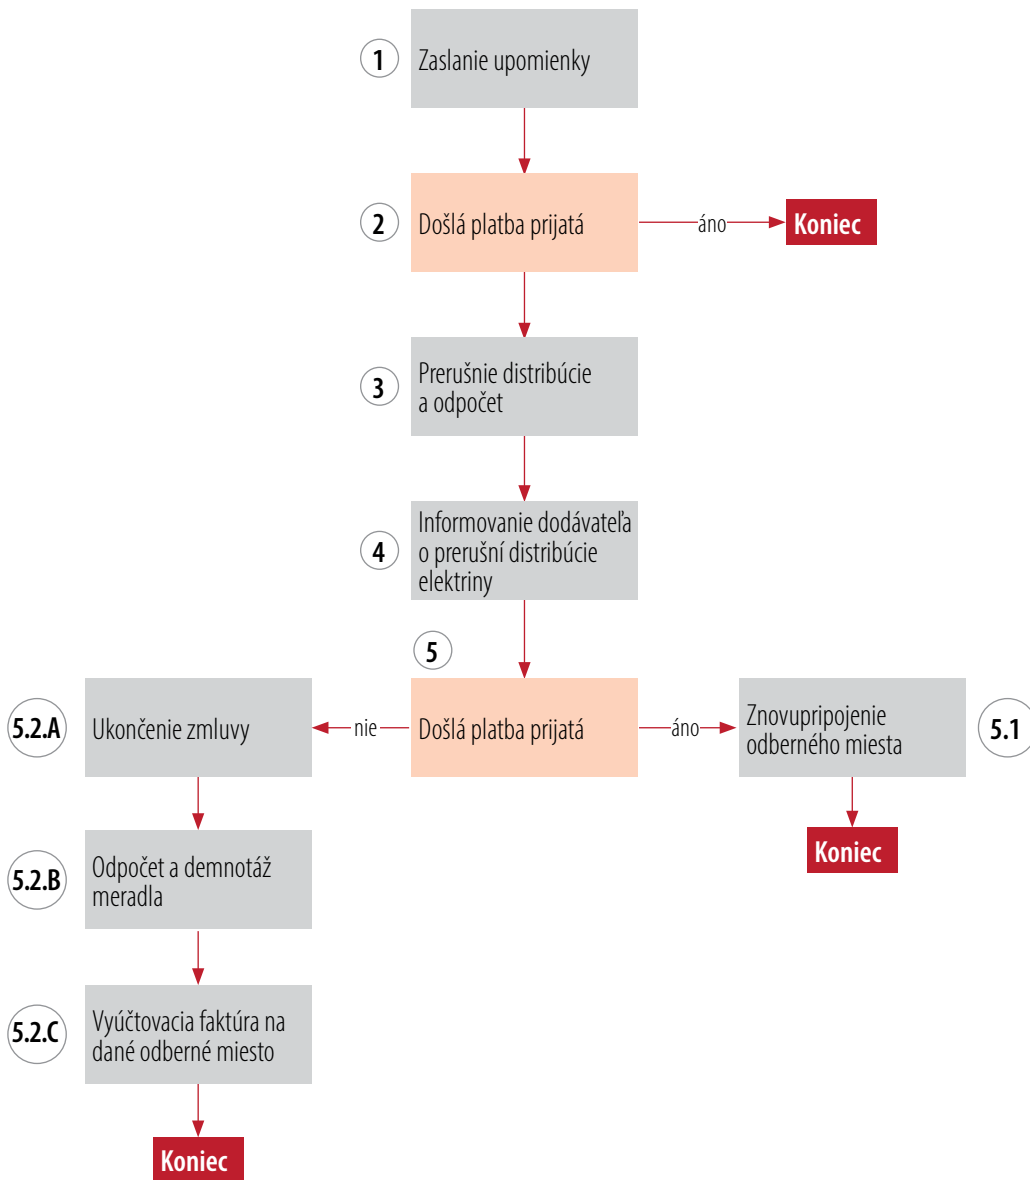 1
Zaslanie upomienky
2
Došlá platba prijatá
áno
Koniec
3
Prerušnie distribúcie
a odpočet
4
Informovanie dodávateľa
o prerušní distribúcie
elektriny
5
5.2.A
Ukončenie zmluvy
nie
Došlá platba prijatá
áno
Znovupripojenie
odberného miesta
5.1
Koniec
5.2.B
Odpočet a demnotáž
meradla
5.2.C
Vyúčtovacia faktúra na
dané odberné miesto
Koniec